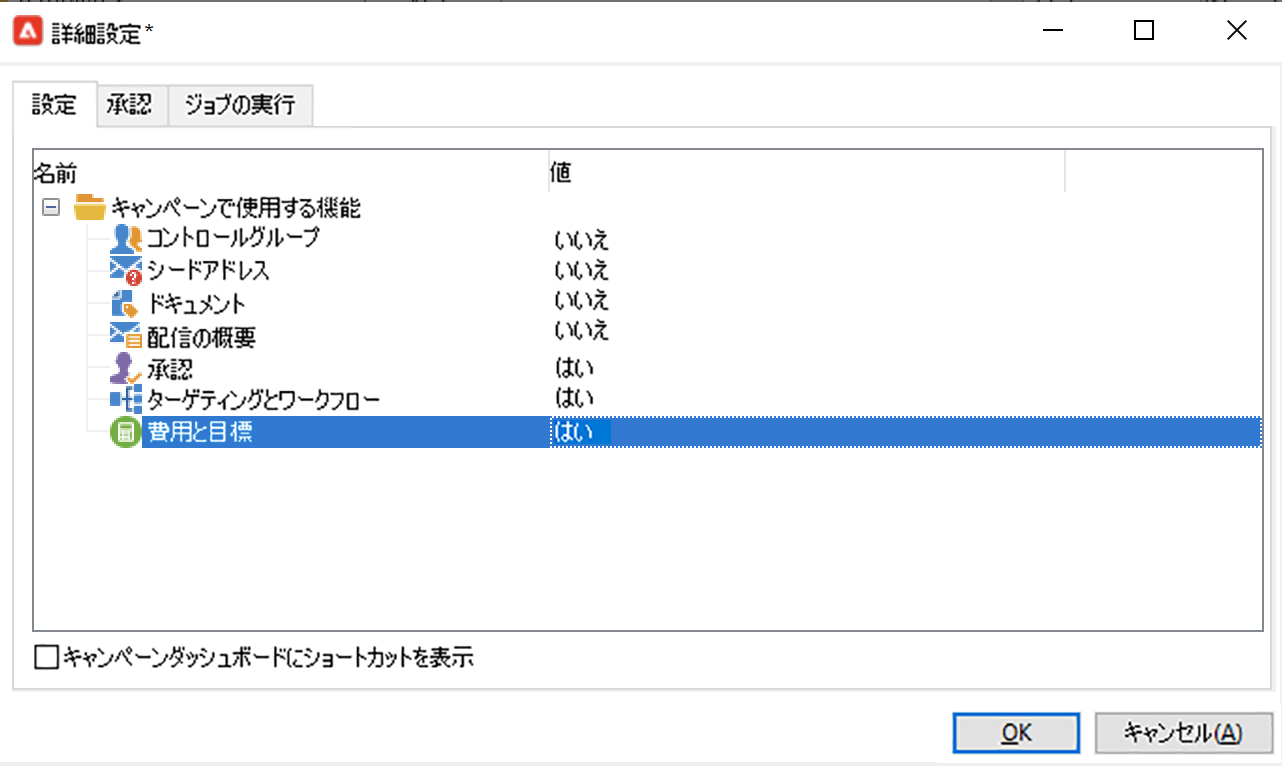 詳細設定*
設定 承認 ジョブの実行
名前 値
キャンペーンで使用する機能
コントロールグループ いいえ
シードアドレス いいえ
ドキュメント いいえ
配信の概要 いいえ
承認 はい
ターゲティングとワークフロー はい
費用と目標 はい
キャンペーンダッシュボードにショートカットを表示
OK キャンセル(A)